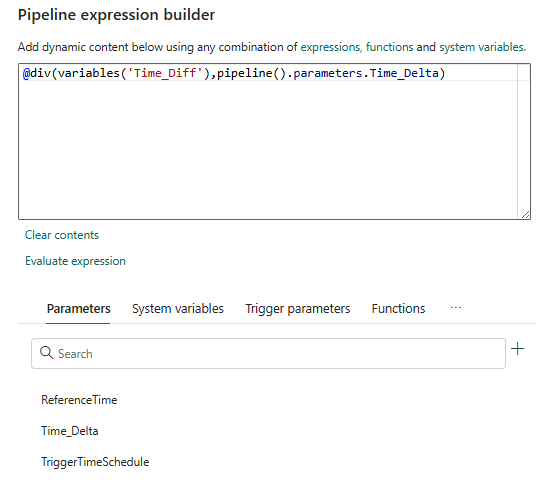 Pipeline expression builder
Add dynamic content below using any combination of expressions, functions and system variables.
@div(variables('Time_Diff'),pipeline().parameters.Time_Delta)
Clear contents
Evaluate expression
Parameters System variables Trigger parameters Functions ...
Search
ReferenceTime
Time_Delta
TriggerTimeSchedule